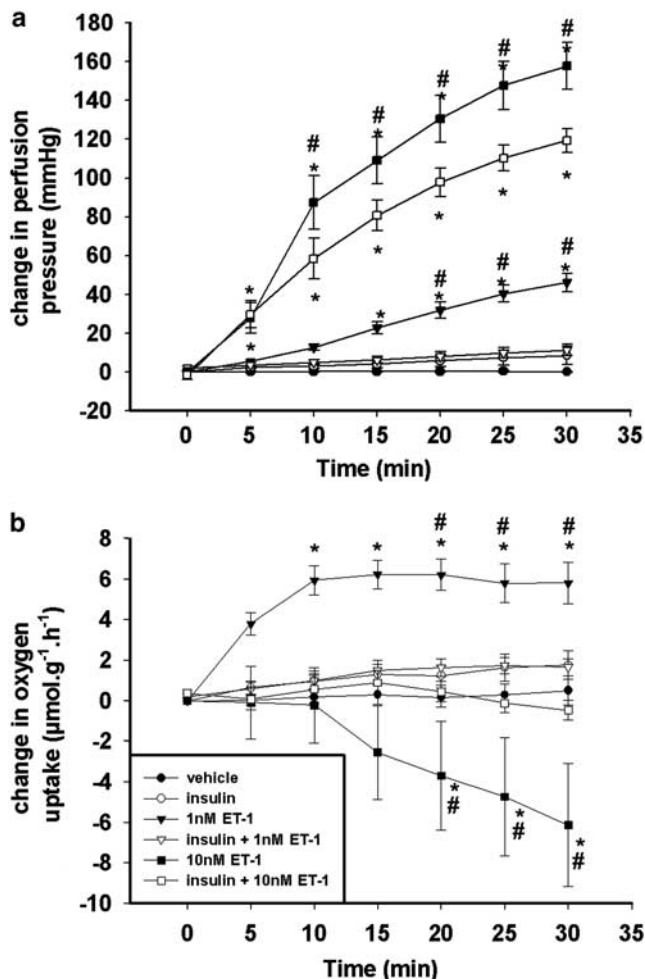 a
change in perfusion
pressure (mmHg)
180
160
140
120
100
80
60
40
20
0
-20
# # # # #
* * * * * *
* * * * * *
# # #
* * * *
0 5 10 15 20 25 30 35
Time (min)
b
change in oxygen
uptake (µmol.g⁻¹.h⁻¹)
8
6
4
2
0
-2
-4
-6
-8
-10
# # #
* * * * *
* * *
# # #
vehicle
insulin
1nM ET-1
insulin + 1nM ET-1
10nM ET-1
insulin + 10nM ET-1
0 5 10 15 20 25 30 35
Time (min)